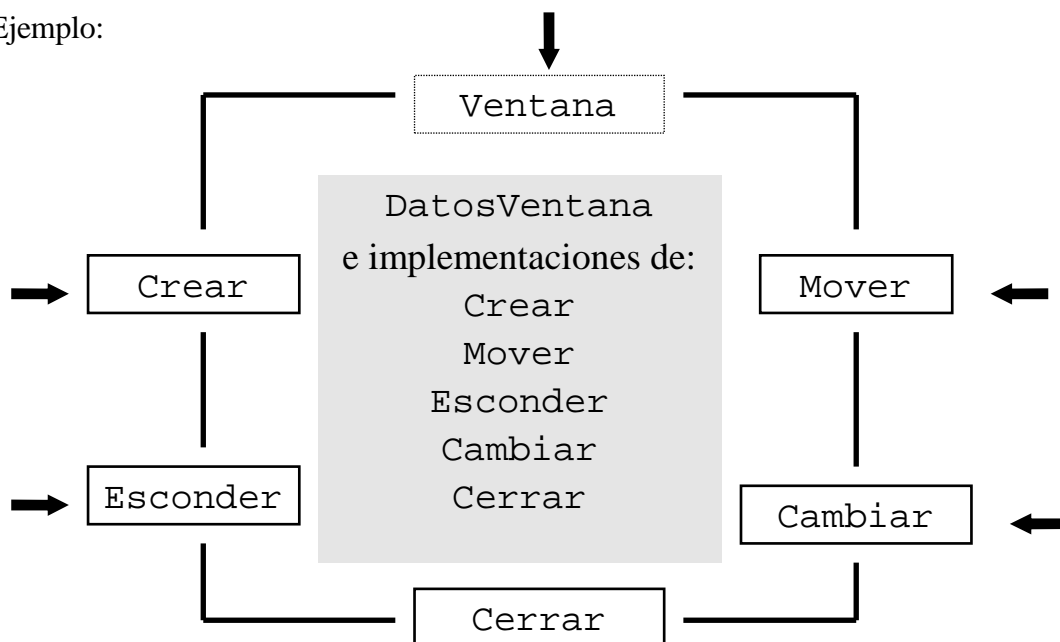 Ejemplo:
Ventana
DatosVentana
e implementaciones de:
Crear
Mover
Esconder
Cambiar
Cerrar
Crear
Mover
Esconder
Cambiar
Cerrar